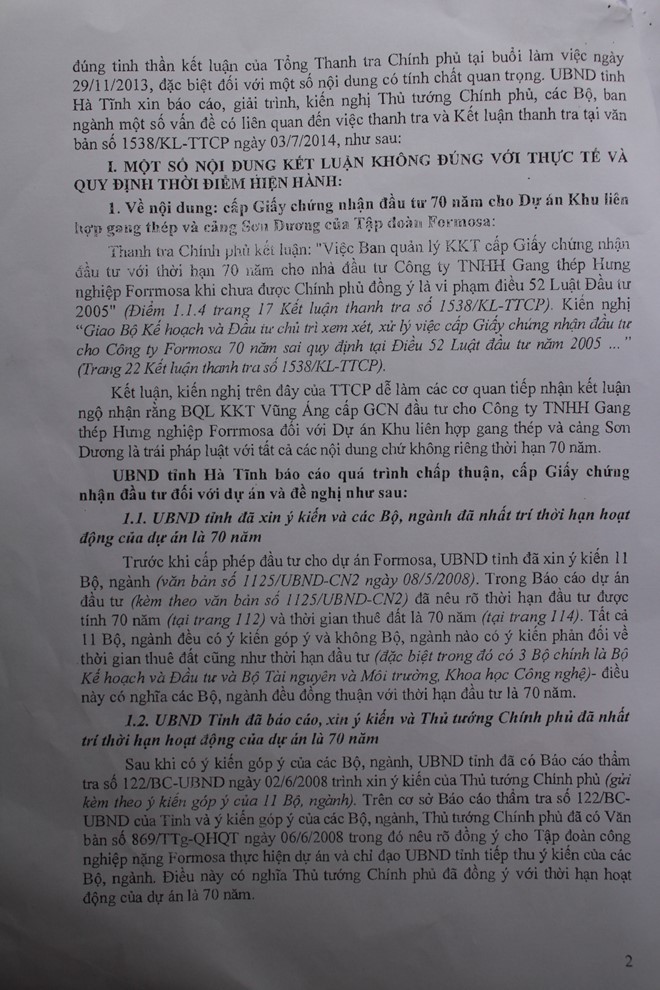 đúng tinh thần kết luận của Tổng Thanh tra Chính phủ tại buổi làm việc ngày
29/11/2013, đặc biệt đối với một số nội dung có tính chất quan trọng. UBND tỉnh
Hà Tĩnh xin báo cáo, giải trình, kiến nghị Thủ tướng Chính phủ, các Bộ, ban
ngành một số vấn đề có liên quan đến việc thanh tra và Kết luận thanh tra tại văn
bản số 1538/KL-TTCP ngày 03/7/2014, như sau:
I. MỘT SỐ NỘI DUNG KẾT LUẬN KHÔNG ĐÚNG VỚI THỰC TẾ VÀ
QUY ĐỊNH THỜI ĐIỂM HIỆN HÀNH:
1. Về nội dung: cấp Giấy chứng nhận đầu tư 70 năm cho Dự án Khu liên
hợp gang thép và cảng Sơn Dương của Tập đoàn Formosa:
Thanh tra Chính phủ kết luận: "Việc Ban quản lý KKT cấp Giấy chứng nhận
đầu tư với thời hạn 70 năm cho nhà đầu tư Công ty TNHH Gang thép Hưng
nghiệp Forrmosa khi chưa được Chính phủ đồng ý là vi phạm điều 52 Luật Đầu tư
2005" (Điểm 1.1.4 trang 17 Kết luận thanh tra số 1538/KL-TTCP). Kiến nghị
“Giao Bộ Kế hoạch và Đầu tư chủ trì xem xét, xử lý việc cấp Giấy chứng nhận đầu tư
cho Công ty Formosa 70 năm sai quy định tại Điều 52 Luật đầu tư năm 2005 ...”
(Trang 22 Kết luận thanh tra số 1538/KL-TTCP).
Kết luận, kiến nghị trên đây của TTCP dễ làm các cơ quan tiếp nhận kết luận
ngộ nhận rằng BQL KKT Vũng Áng cấp GCN đầu tư cho Công ty TNHH Gang
thép Hưng nghiệp Forrmosa đối với Dự án Khu liên hợp gang thép và cảng Sơn
Dương là trái pháp luật với tất cả các nội dung chứ không riêng thời hạn 70 năm.
UBND tỉnh Hà Tĩnh báo cáo quá trình chấp thuận, cấp Giấy chứng
nhận đầu tư đối với dự án và đề nghị như sau:
1.1. UBND tỉnh đã xin ý kiến và các Bộ, ngành đã nhất trí thời hạn hoạt
động của dự án là 70 năm
Trước khi cấp phép đầu tư cho dự án Formosa, UBND tỉnh đã xin ý kiến 11
Bộ, ngành (văn bản số 1125/UBND-CN2 ngày 08/5/2008). Trong Báo cáo dự án
đầu tư (kèm theo văn bản số 1125/UBND-CN2) đã nêu rõ thời hạn đầu tư được
tính 70 năm (tại trang 112) và thời gian thuê đất là 70 năm (tại trang 114). Tất cả
11 Bộ, ngành đều có ý kiến góp ý và không Bộ, ngành nào có ý kiến phản đối về
thời gian thuê đất cũng như thời hạn đầu tư (đặc biệt trong đó có 3 Bộ chính là Bộ
Kế hoạch và Đầu tư và Bộ Tài nguyên và Môi trường, Khoa học Công nghệ)- điều
này có nghĩa các Bộ, ngành đều đồng thuận với thời hạn đầu tư là 70 năm.
1.2. UBND Tỉnh đã báo cáo, xin ý kiến và Thủ tướng Chính phủ đã nhất
trí thời hạn hoạt động của dự án là 70 năm
Sau khi có ý kiến góp ý của các Bộ, ngành, UBND tỉnh đã có Báo cáo thẩm
tra số 122/BC-UBND ngày 02/6/2008 trình xin ý kiến của Thủ tướng Chính phủ (gửi
kèm theo ý kiến góp ý của 11 Bộ, ngành). Trên cơ sở Báo cáo thẩm tra số 122/BC-
UBND của Tỉnh và ý kiến góp ý của các Bộ, ngành, Thủ tướng Chính phủ đã có Văn
bản số 869/TTg-QHQT ngày 06/6/2008 trong đó nêu rõ đồng ý cho Tập đoàn công
nghiệp nặng Formosa thực hiện dự án và chỉ đạo UBND tỉnh tiếp thu ý kiến của các
Bộ, ngành. Điều này có nghĩa Thủ tướng Chính phủ đã đồng ý với thời hạn hoạt
động của dự án là 70 năm.
2